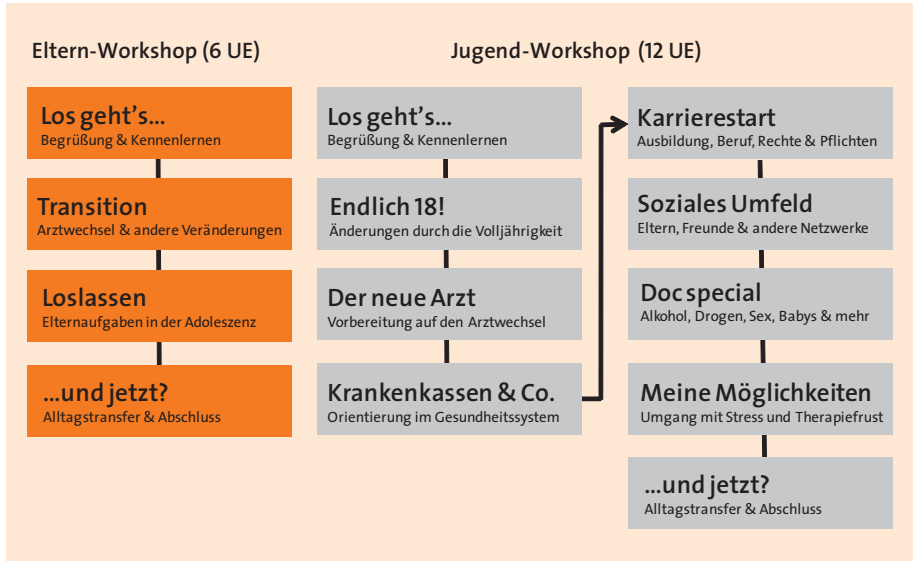 Eltern-Workshop (6 UE)
Los geht's...
Begrüßung & Kennenlernen
Transition
Arztwechsel & andere Veränderungen
Loslassen
Elternaufgaben in der Adoleszenz
...und jetzt?
Alltagstransfer & Abschluss
Jugend-Workshop (12 UE)
Los geht's...
Begrüßung & Kennenlernen
Endlich 18!
Änderungen durch die Volljährigkeit
Der neue Arzt
Vorbereitung auf den Arztwechsel
Krankenkassen & Co.
Orientierung im Gesundheitssystem
Karrierestart
Ausbildung, Beruf, Rechte & Pflichten
Soziales Umfeld
Eltern, Freunde & andere Netzwerke
Doc special
Alkohol, Drogen, Sex, Babys & mehr
Meine Möglichkeiten
Umgang mit Stress und Therapiefrust
...und jetzt?
Alltagstransfer & Abschluss